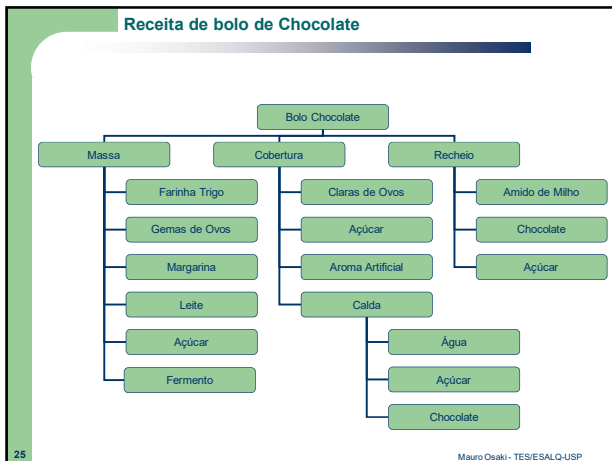 Receita de bolo de Chocolate
Bolo Chocolate
Massa
Farinha Trigo
Gemas de Ovos
Margarina
Leite
Açúcar
Fermento
Cobertura
Claras de Ovos
Açúcar
Aroma Artificial
Calda
Água
Açúcar
Chocolate
Recheio
Amido de Milho
Chocolate
Açúcar
25
Mauro Osaki - TES/ESALQ-USP